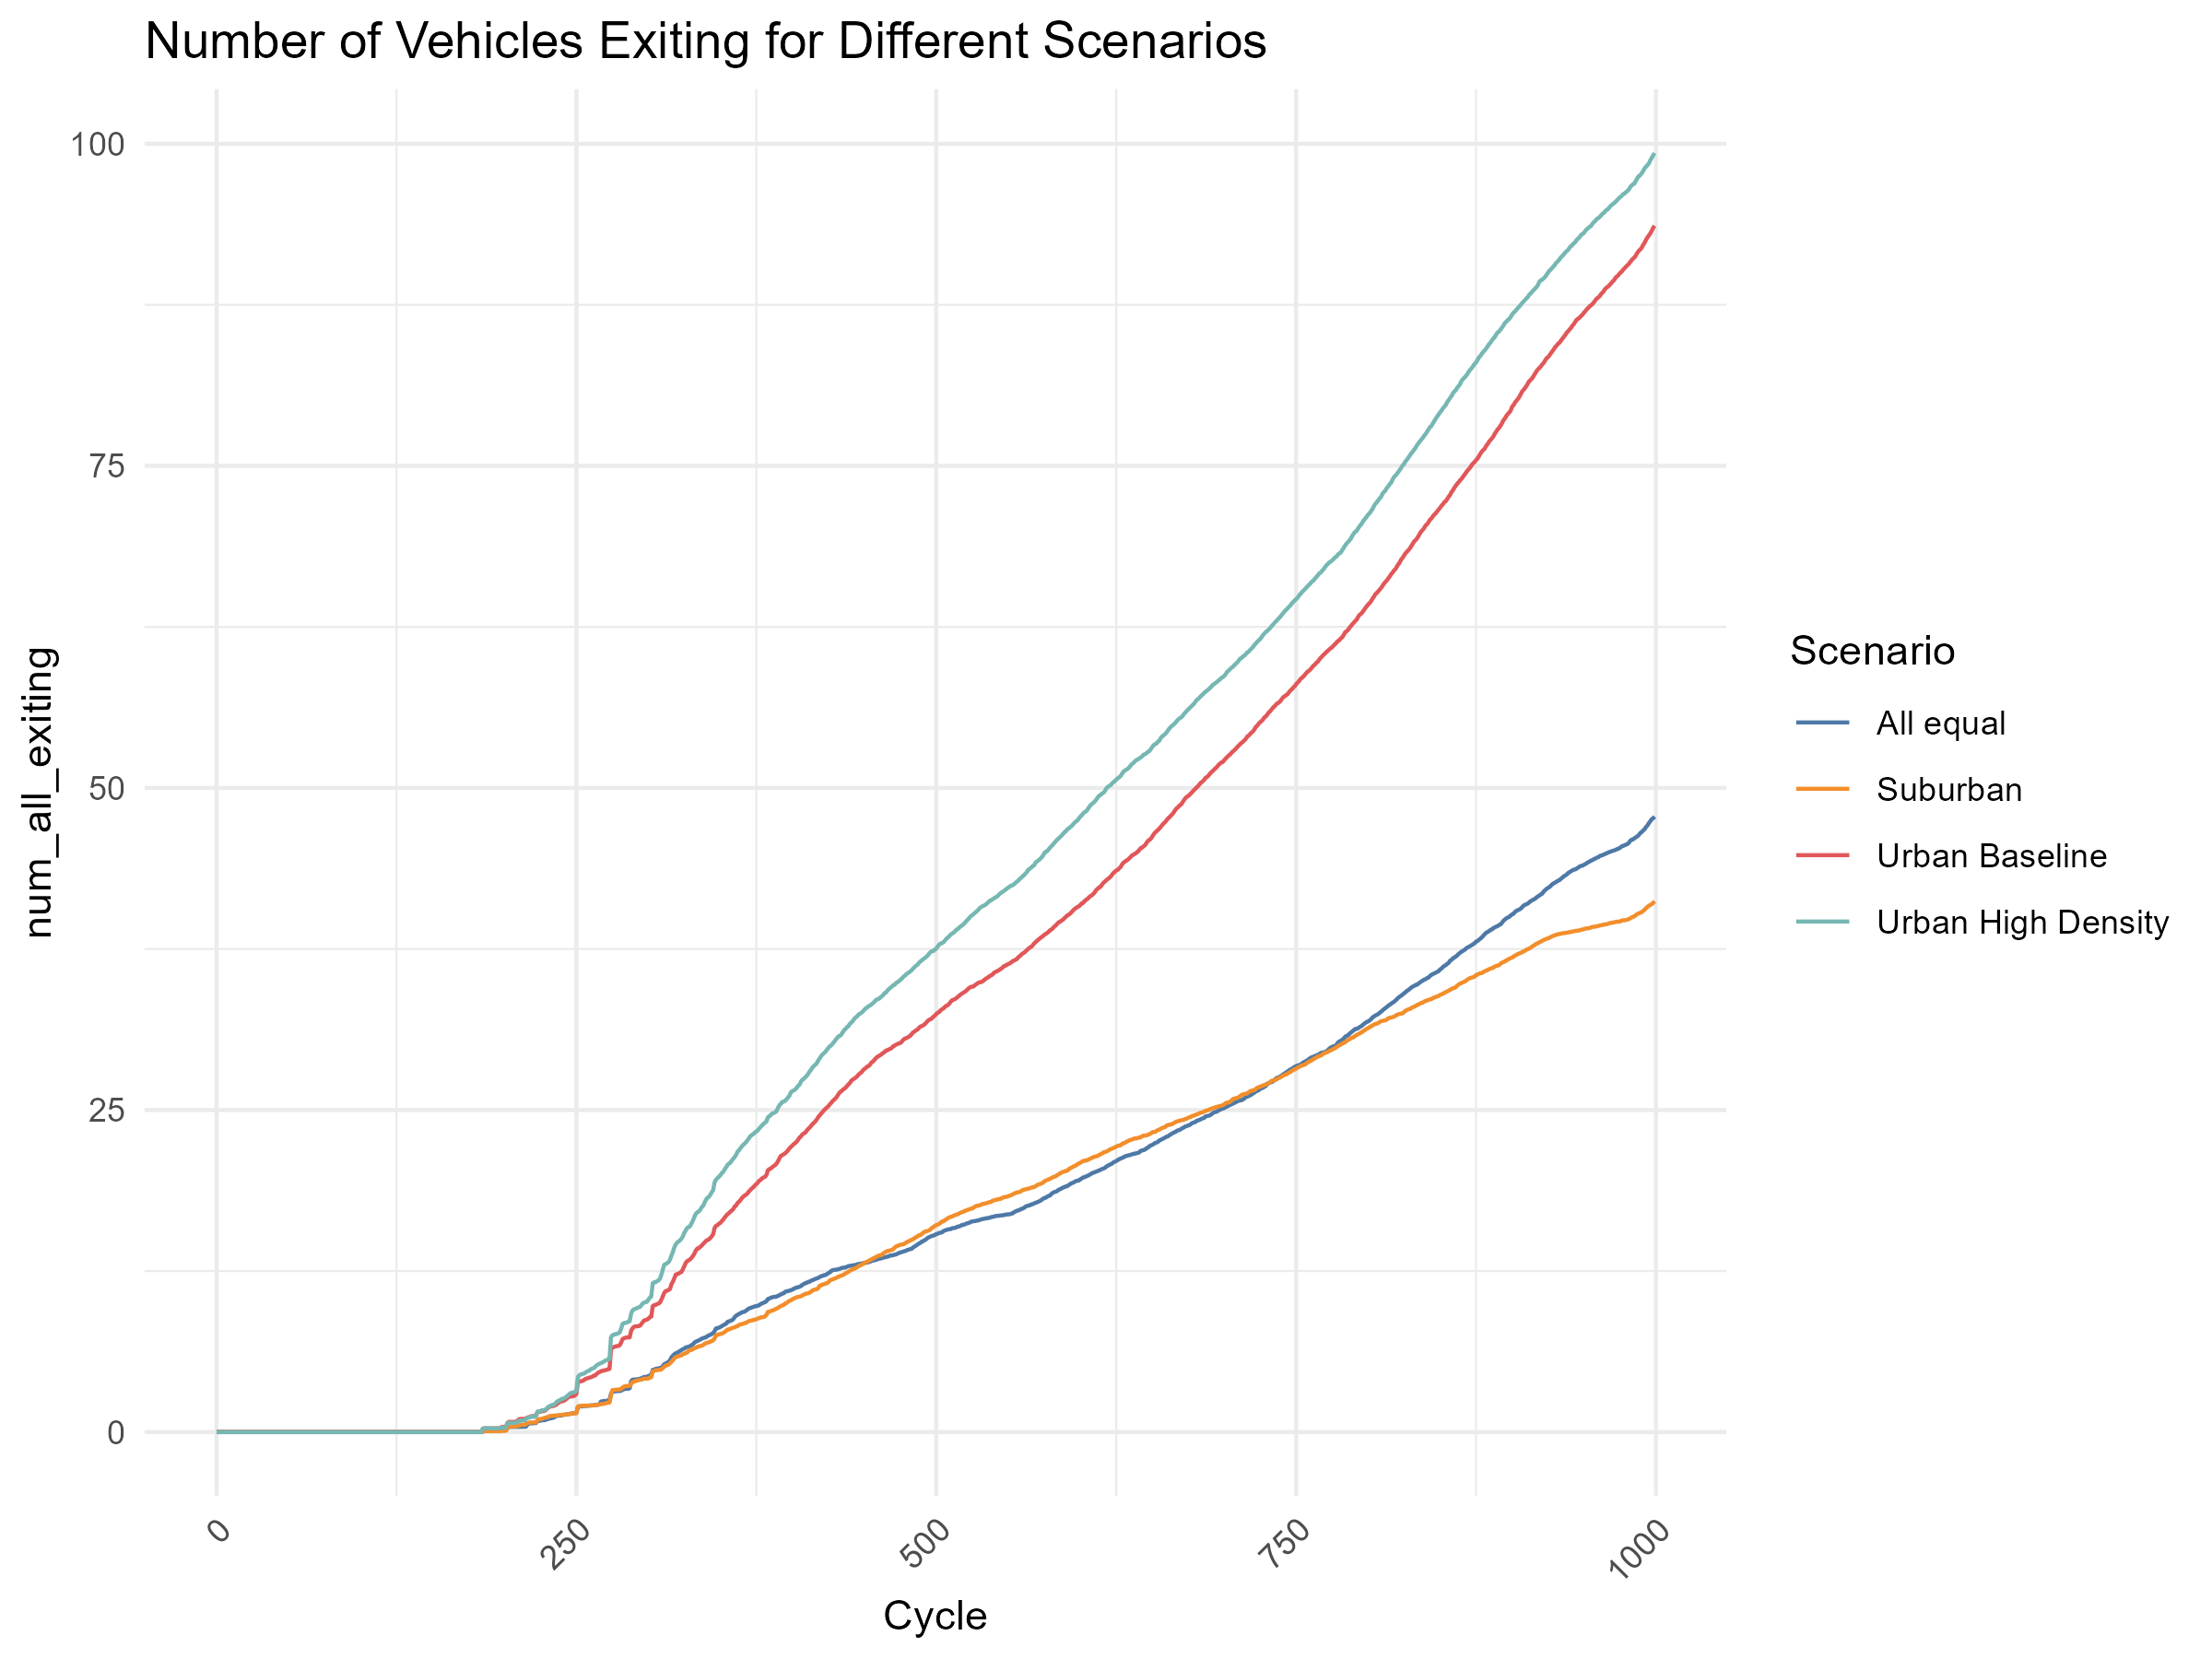 Number of Vehicles Exiting for Different Scenarios
num_all_exiting
100
75
50
25
0
0
250
500
750
1000
Cycle
Scenario
All equal
Suburban
Urban Baseline
Urban High Density